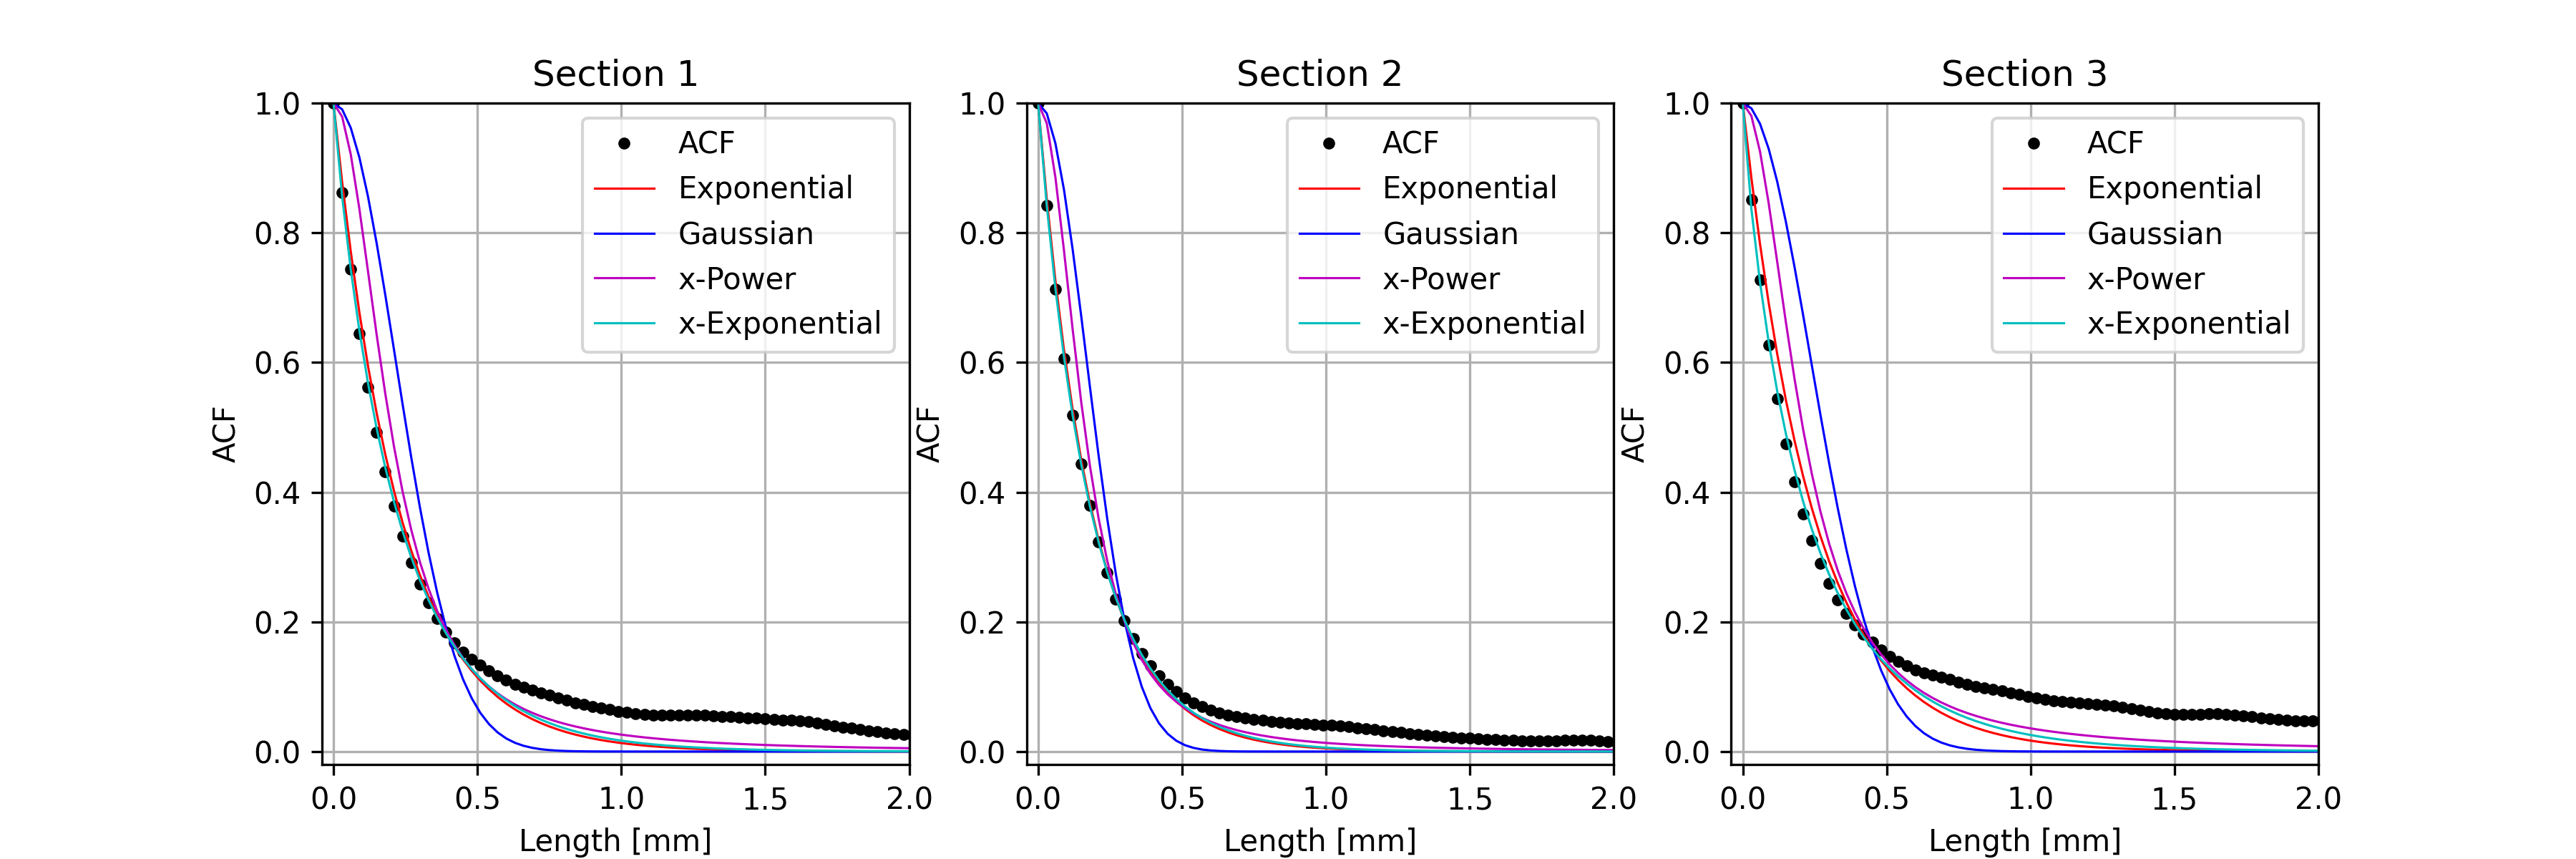 Section 1
1.0
0.8
0.6
0.4
0.2
0.0
ACF
ACF
Exponential
Gaussian
x-Power
x-Exponential
0.0 0.5 1.0 1.5 2.0
Length [mm]
Section 2
1.0
0.8
0.6
0.4
0.2
0.0
ACF
ACF
Exponential
Gaussian
x-Power
x-Exponential
0.0 0.5 1.0 1.5 2.0
Length [mm]
Section 3
1.0
0.8
0.6
0.4
0.2
0.0
ACF
ACF
Exponential
Gaussian
x-Power
x-Exponential
0.0 0.5 1.0 1.5 2.0
Length [mm]